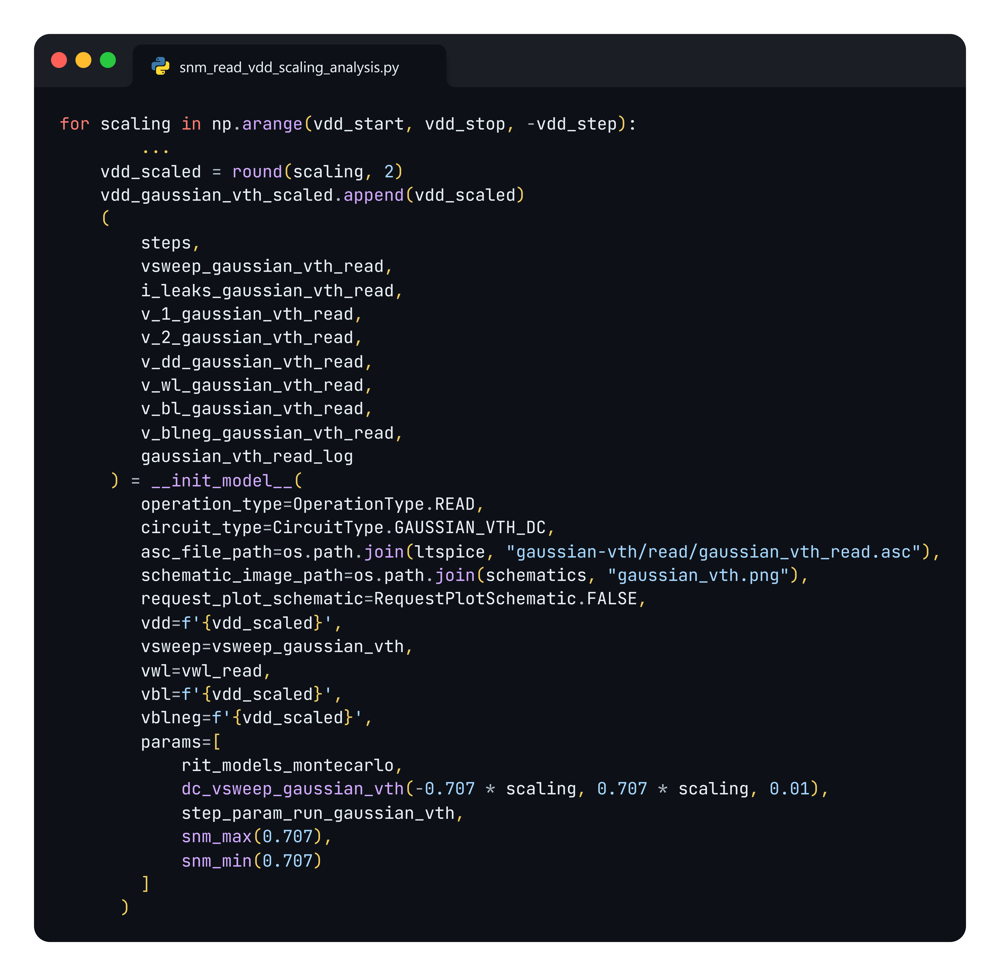 snm_read_vdd_scaling_analysis.py
for scaling in np.arange(vdd_start, vdd_stop, -vdd_step):
        ...
    vdd_scaled = round(scaling, 2)
    vdd_gaussian_vth_scaled.append(vdd_scaled)
    (
        steps,
        vsweep_gaussian_vth_read,
        i_leaks_gaussian_vth_read,
        v_1_gaussian_vth_read,
        v_2_gaussian_vth_read,
        v_dd_gaussian_vth_read,
        v_wl_gaussian_vth_read,
        v_bl_gaussian_vth_read,
        v_blneg_gaussian_vth_read,
        gaussian_vth_read_log
     ) = __init_model__(
        operation_type=OperationType.READ,
        circuit_type=CircuitType.GAUSSIAN_VTH_DC,
        asc_file_path=os.path.join(ltspice, "gaussian-vth/read/gaussian_vth_read.asc"),
        schematic_image_path=os.path.join(schematics, "gaussian_vth.png"),
        request_plot_schematic=RequestPlotSchematic.FALSE,
        vdd=f'{vdd_scaled}',
        vsweep=vsweep_gaussian_vth,
        vwl=vwl_read,
        vbl=f'{vdd_scaled}',
        vblneg=f'{vdd_scaled}',
        params=[
            rit_models_montecarlo,
            dc_vsweep_gaussian_vth(-0.707 * scaling, 0.707 * scaling, 0.01),
            step_param_run_gaussian_vth,
            snm_max(0.707),
            snm_min(0.707)
        ]
      )